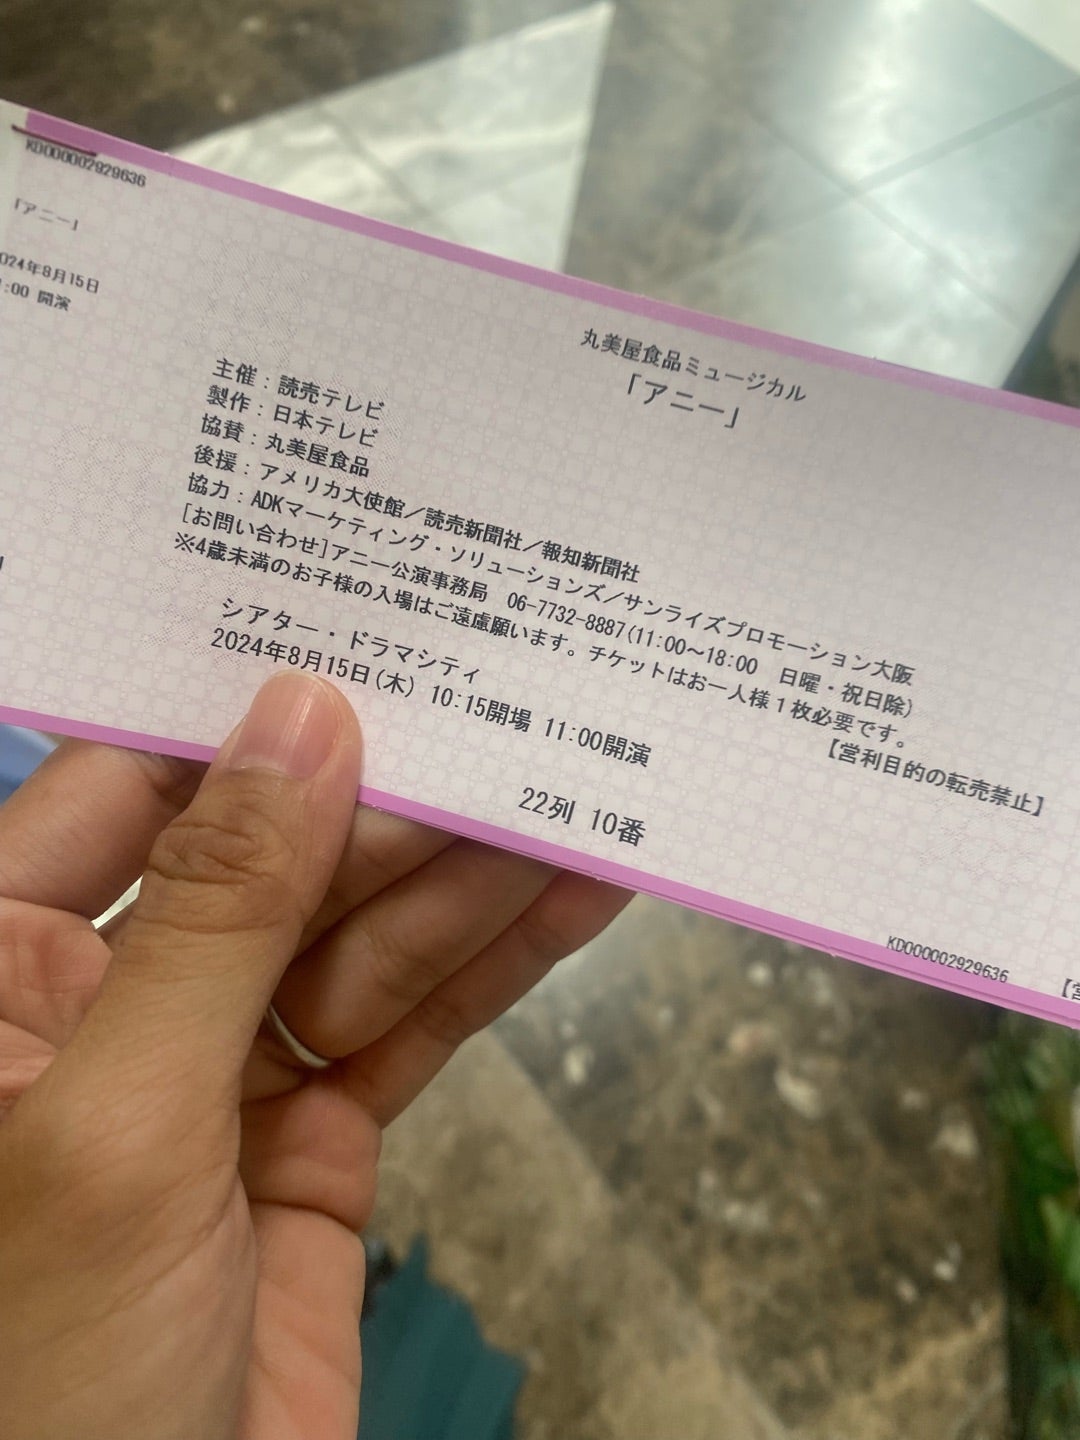 KD000002929636
「アニー」
2024年8月15日
:00 開演
丸美屋食品ミュージカル
「アニー」
主催：読売テレビ
製作：日本テレビ
協賛：丸美屋食品
後援：アメリカ大使館／読売新聞社／報知新聞社
協力：ADKマーケティング・ソリューションズ／サンライズプロモーション大阪
[お問い合わせ]アニー公演事務局 06-7732-8887(11:00～18:00 日曜・祝日除)
※4歳未満のお子様の入場はご遠慮願います。チケットはお一人様１枚必要です。
【営利目的の転売禁止】
シアター・ドラマシティ
2024年8月15日(木) 10:15開場 11:00開演
22列 10番
KD000002929636
【営